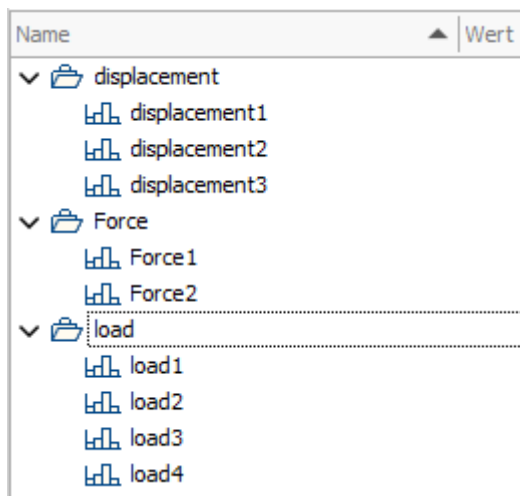 Name Wert
displacement
displacement1
displacement2
displacement3
Force
Force1
Force2
load
load1
load2
load3
load4